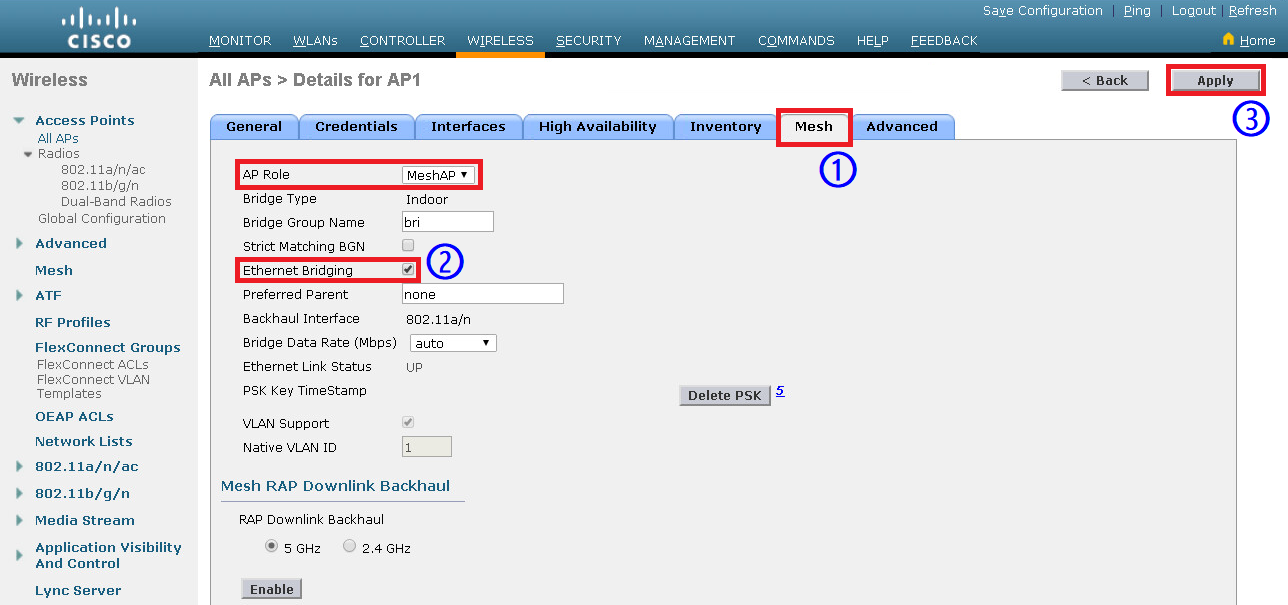 Save Configuration | Ping | Logout | Refresh
CISCO
MONITOR WLANs CONTROLLER WIRELESS SECURITY MANAGEMENT COMMANDS HELP FEEDBACK
Home
Wireless
Access Points
All APs
Radios
802.11a/n/ac
802.11b/g/n
Dual-Band Radios
Global Configuration
Advanced
Mesh
ATF
RF Profiles
FlexConnect Groups
FlexConnect ACLs
FlexConnect VLAN
Templates
OEAP ACLs
Network Lists
802.11a/n/ac
802.11b/g/n
Media Stream
Application Visibility
And Control
Lync Server
All APs > Details for AP1
< Back
Apply
3
General Credentials Interfaces High Availability Inventory Mesh Advanced
1
AP Role MeshAP
Bridge Type Indoor
Bridge Group Name bri
Strict Matching BGN
Ethernet Bridging
2
Preferred Parent none
Backhaul Interface 802.11a/n
Bridge Data Rate (Mbps) auto
Ethernet Link Status UP
PSK Key TimeStamp Delete PSK 5
VLAN Support
Native VLAN ID 1
Mesh RAP Downlink Backhaul
RAP Downlink Backhaul
5 GHz 2.4 GHz
Enable